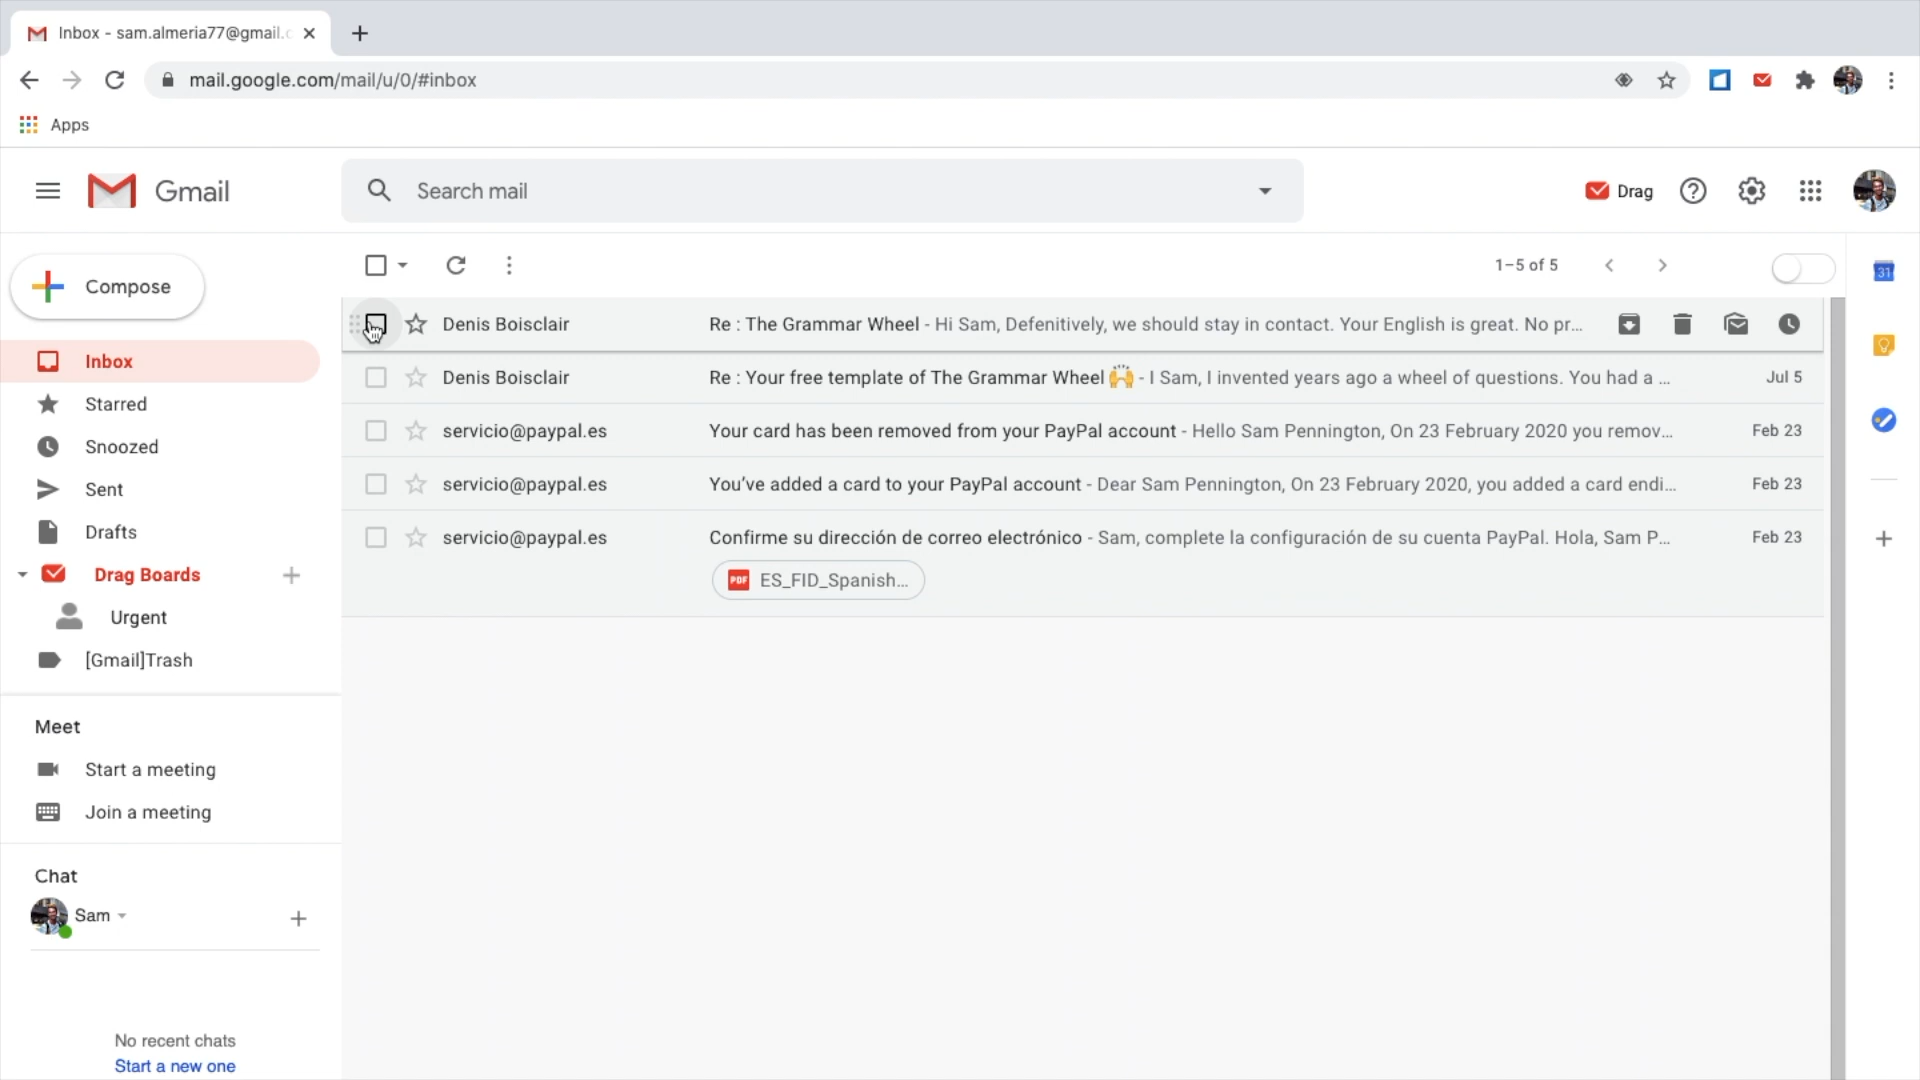 Inbox - sam.almeria77@gmail.c
mail.google.com/mail/u/0/#inbox
Apps
Gmail
Search mail
Drag
Compose
1–5 of 5
Inbox
Starred
Snoozed
Sent
Drafts
Drag Boards
Urgent
[Gmail]Trash
Meet
Start a meeting
Join a meeting
Chat
Sam
No recent chats
Start a new one
Denis Boisclair Re : The Grammar Wheel - Hi Sam, Defenitively, we should stay in contact. Your English is great. No pr...
Denis Boisclair Re : Your free template of The Grammar Wheel 🙌 - I Sam, I invented years ago a wheel of questions. You had a ... Jul 5
servicio@paypal.es Your card has been removed from your PayPal account - Hello Sam Pennington, On 23 February 2020 you remov... Feb 23
servicio@paypal.es You’ve added a card to your PayPal account - Dear Sam Pennington, On 23 February 2020, you added a card endi... Feb 23
servicio@paypal.es Confirme su dirección de correo electrónico - Sam, complete la configuración de su cuenta PayPal. Hola, Sam P... Feb 23
PDF ES_FID_Spanish...
31